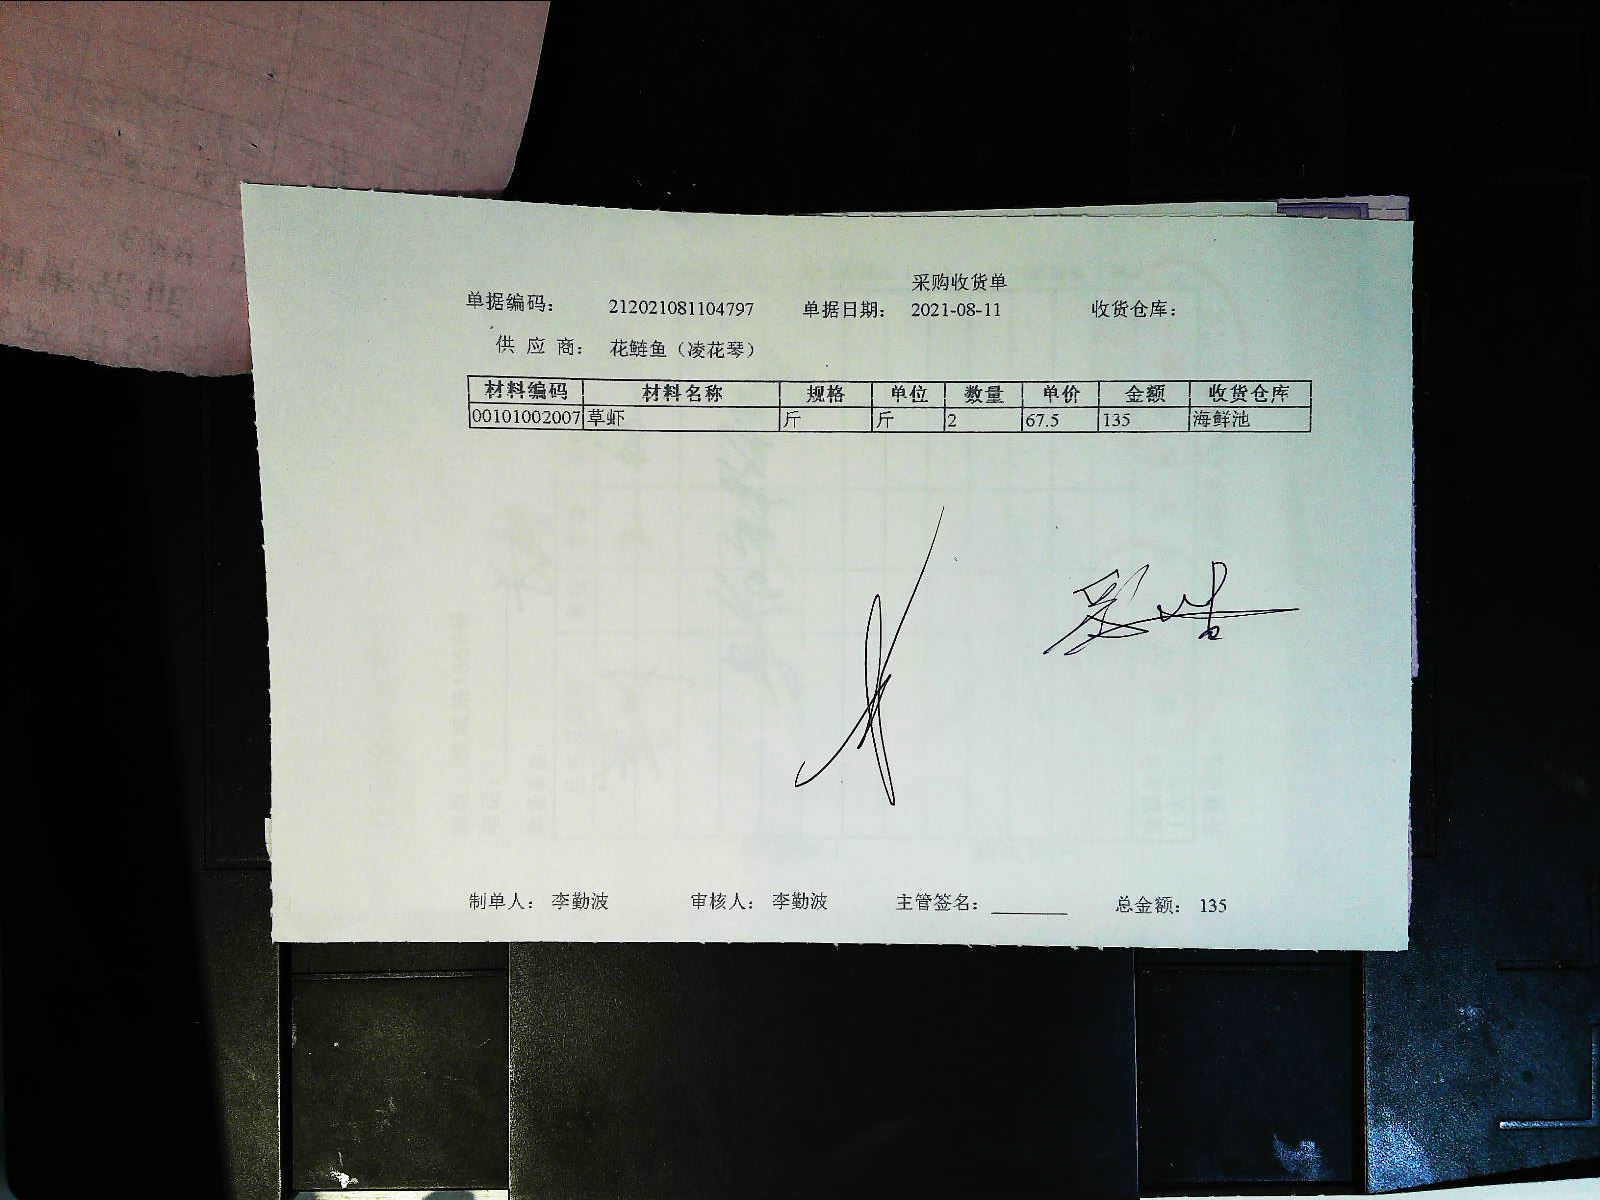 采购收货单
单据编码： 212021081104797 单据日期： 2021-08-11 收货仓库：
供 应 商： 花鲢鱼（凌花琴）
材料编码 材料名称 规格 单位 数量 单价 金额 收货仓库
00101002007 草虾 斤 斤 2 67.5 135 海鲜池
制单人： 李勤波 审核人： 李勤波 主管签名： 总金额： 135